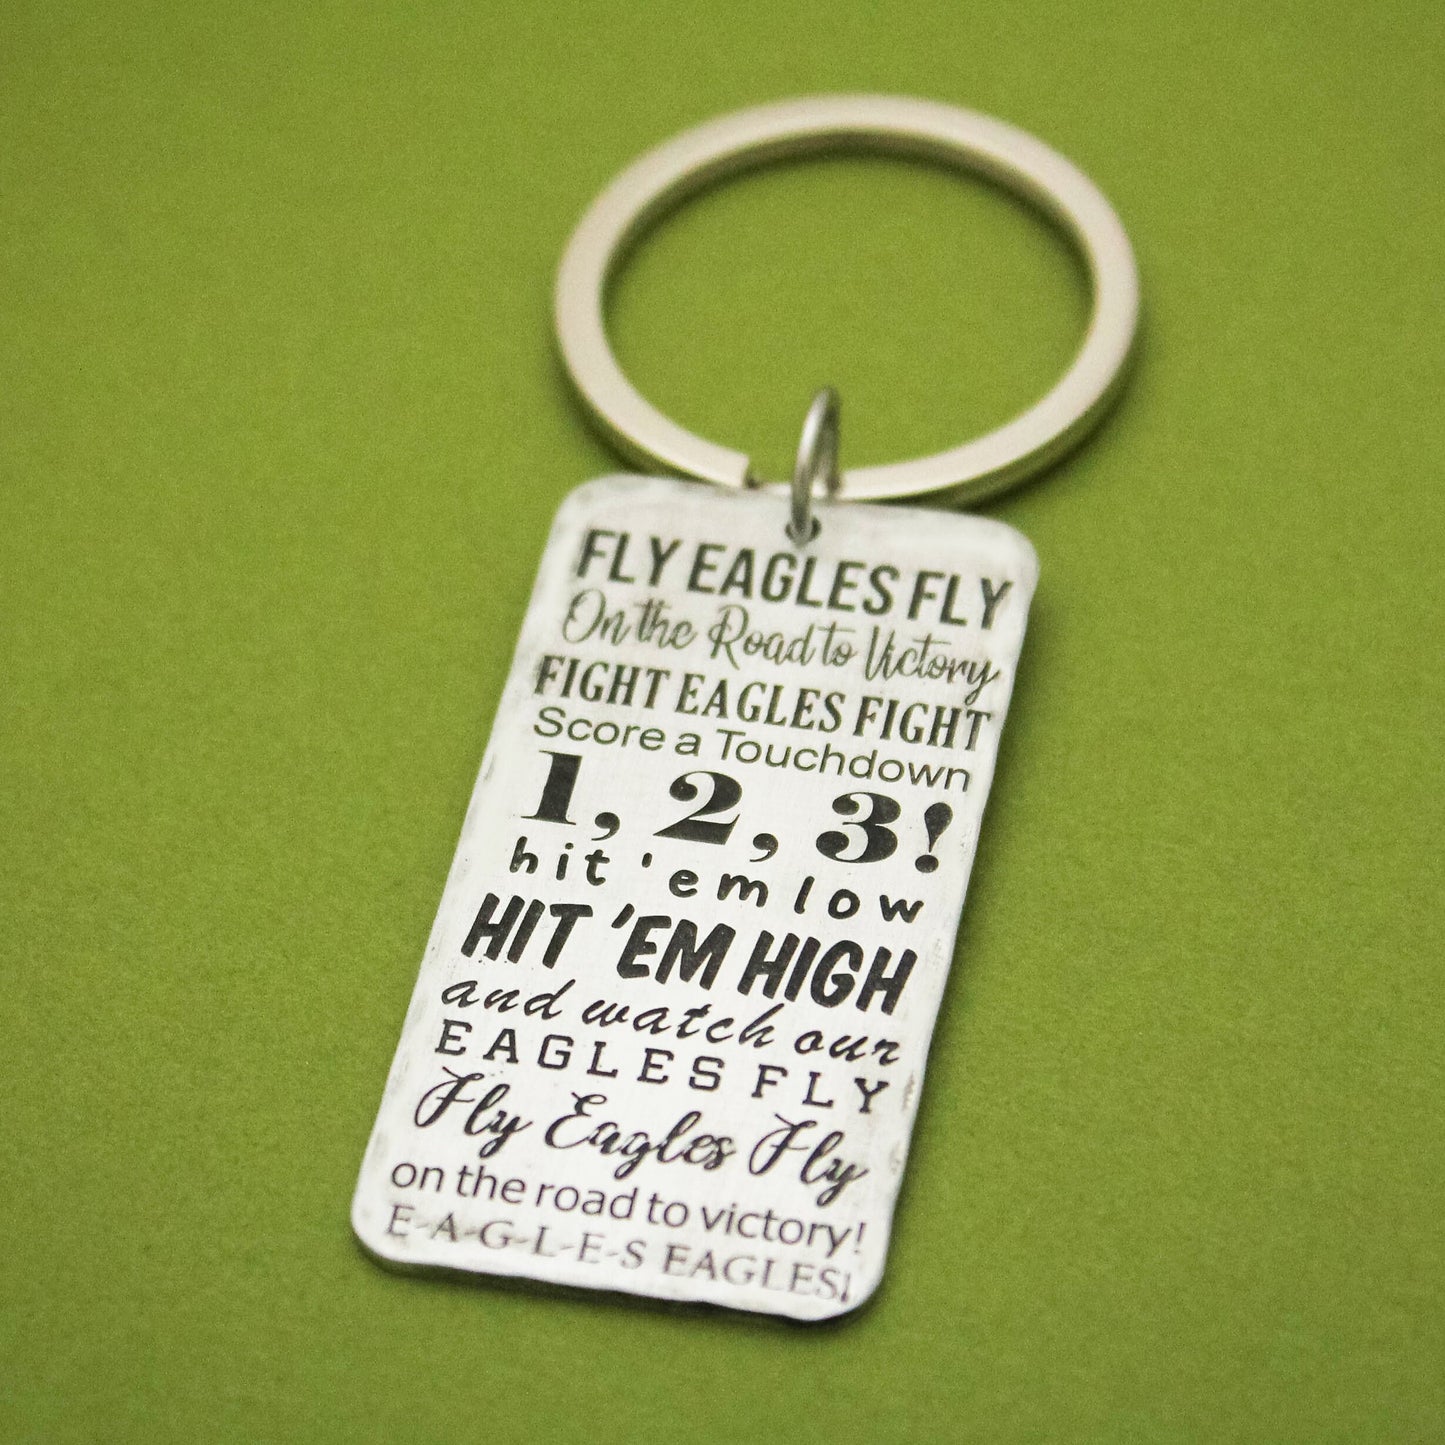 FLY EAGLES FLY
On the Road to Victory
FIGHT EAGLES FIGHT
Score a Touchdown
1, 2, 3!
hit 'em low
HIT 'EM HIGH
and watch our
EAGLES FLY
Fly Eagles Fly
on the road to victory!
E-A-G-L-E-S EAGLES!